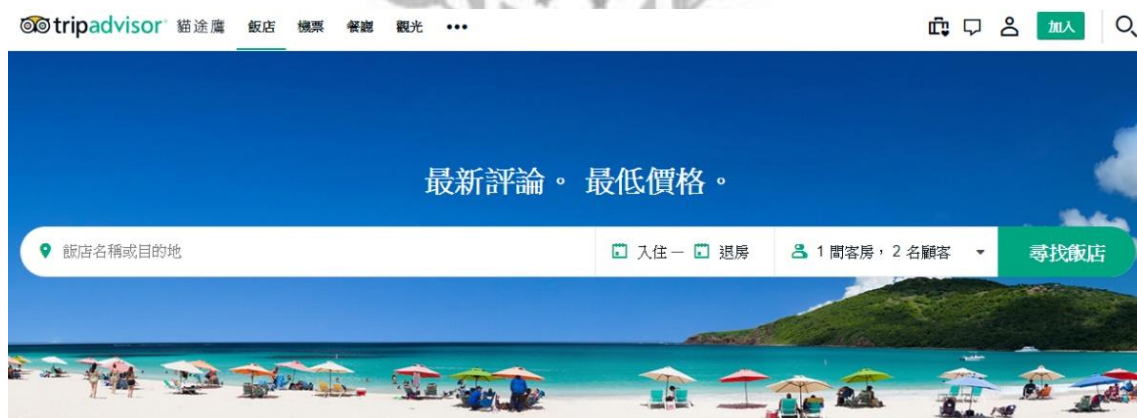 tripadvisor 貓途鷹 飯店 機票 餐廳 觀光 ••• 加入
最新評論。 最低價格。
飯店名稱或目的地 入住 — 退房 1 間客房，2 名顧客 尋找飯店